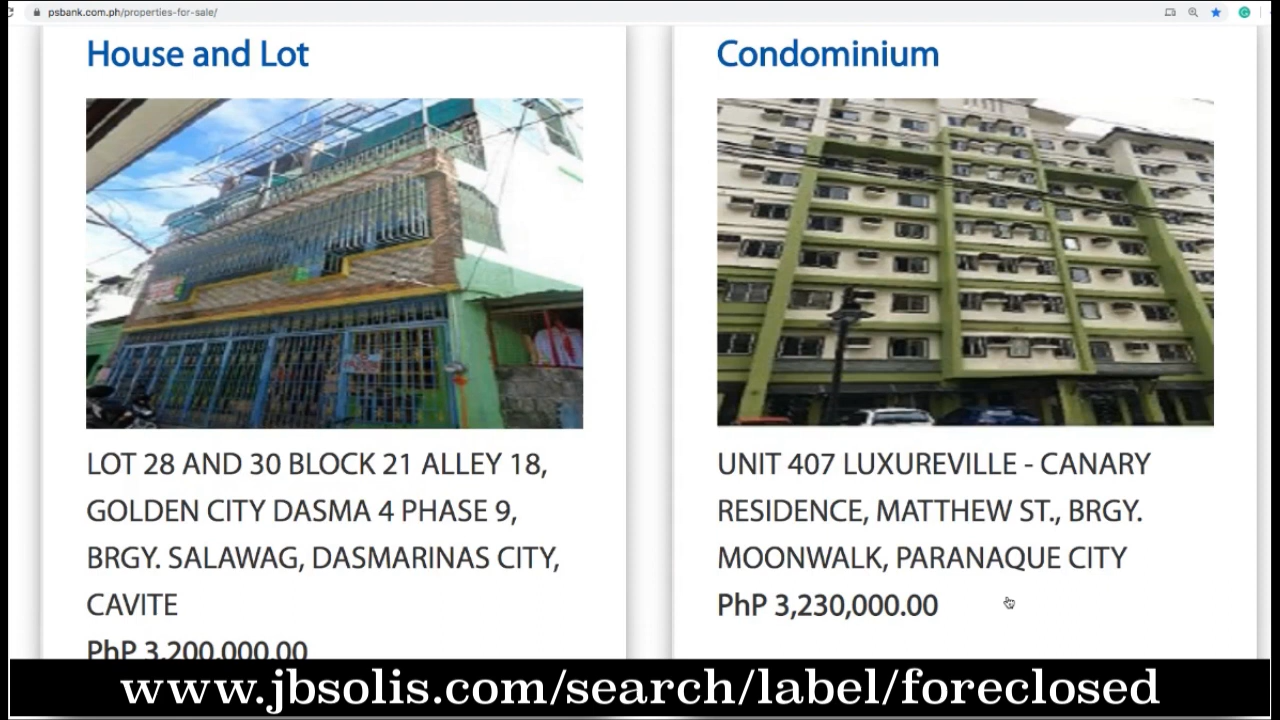 psbank.com.ph/properties-for-sale/
House and Lot
LOT 28 AND 30 BLOCK 21 ALLEY 18,
GOLDEN CITY DASMA 4 PHASE 9,
BRGY. SALAWAG, DASMARINAS CITY,
CAVITE
PhP 3,200,000.00
Condominium
UNIT 407 LUXUREVILLE - CANARY
RESIDENCE, MATTHEW ST., BRGY.
MOONWALK, PARANAQUE CITY
PhP 3,230,000.00
www.jbsolis.com/search/label/foreclosed